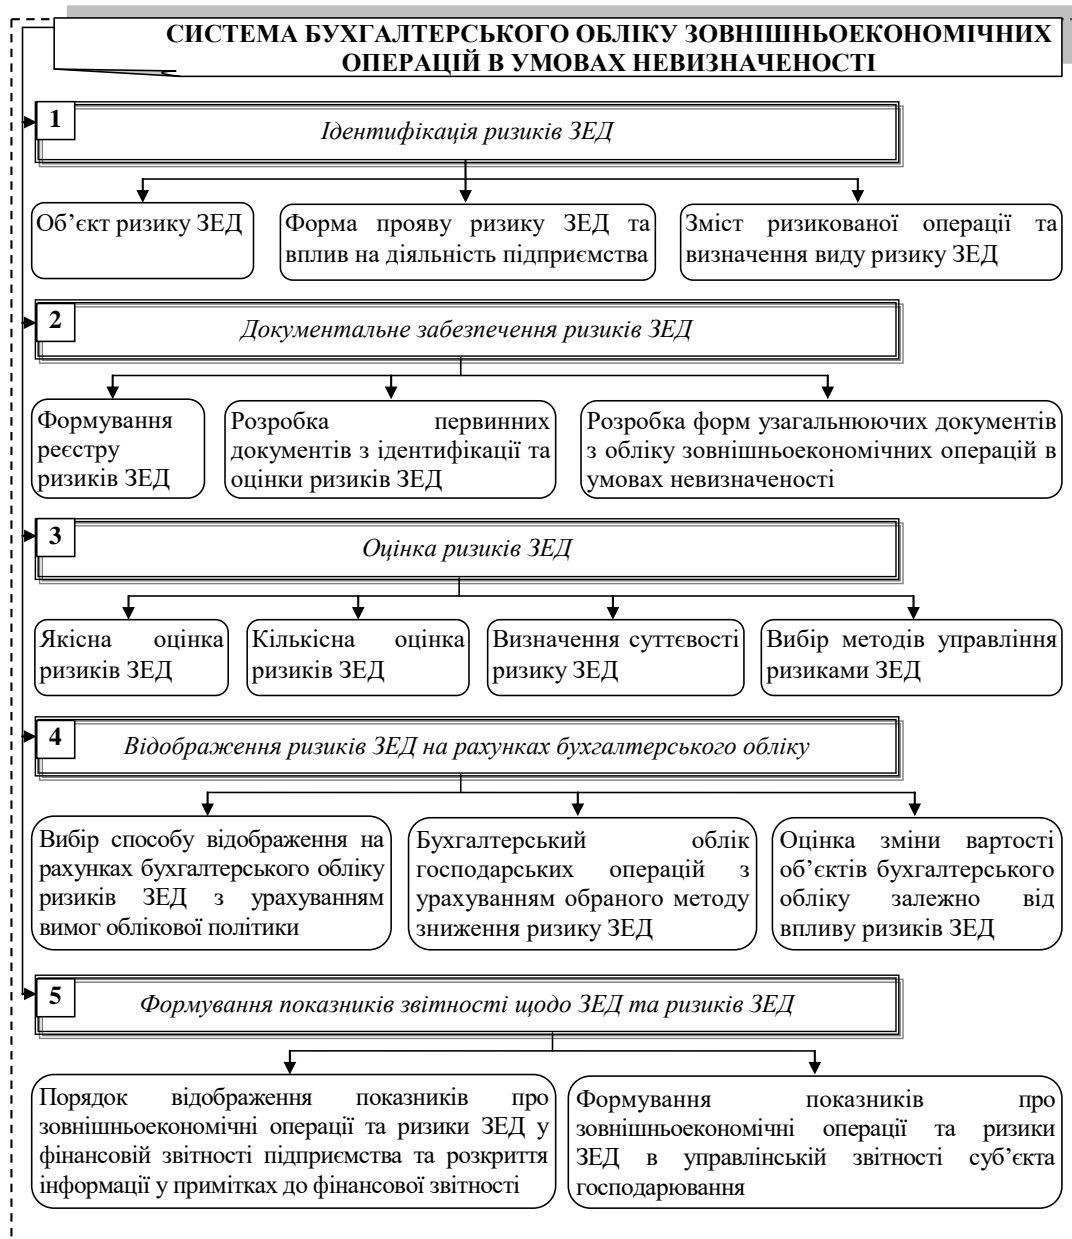 СИСТЕМА БУХГАЛТЕРСЬКОГО ОБЛІКУ ЗОВНІШНЬОЕКОНОМІЧНИХ
ОПЕРАЦІЙ В УМОВАХ НЕВИЗНАЧЕНОСТІ
1
Ідентифікація ризиків ЗЕД
Об’єкт ризику ЗЕД
Форма прояву ризику ЗЕД та
вплив на діяльність підприємства
Зміст ризикованої операції та
визначення виду ризику ЗЕД
2
Документальне забезпечення ризиків ЗЕД
Формування
реєстру
ризиків ЗЕД
Розробка первинних
документів з ідентифікації та
оцінки ризиків ЗЕД
Розробка форм узагальнюючих документів
з обліку зовнішньоекономічних операцій в
умовах невизначеності
3
Оцінка ризиків ЗЕД
Якісна оцінка
ризиків ЗЕД
Кількісна оцінка
ризиків ЗЕД
Визначення суттєвості
ризику ЗЕД
Вибір методів управління
ризиками ЗЕД
4
Відображення ризиків ЗЕД на рахунках бухгалтерського обліку
Вибір способу відображення на
рахунках бухгалтерського обліку
ризиків ЗЕД з урахуванням
вимог облікової політики
Бухгалтерський облік
господарських операцій з
урахуванням обраного методу
зниження ризику ЗЕД
Оцінка зміни вартості
об’єктів бухгалтерського
обліку залежно від
впливу ризиків ЗЕД
5
Формування показників звітності щодо ЗЕД та ризиків ЗЕД
Порядок відображення показників про
зовнішньоекономічні операції та ризики ЗЕД у
фінансовій звітності підприємства та розкриття
інформації у примітках до фінансової звітності
Формування показників про
зовнішньоекономічні операції та ризики
ЗЕД в управлінській звітності суб’єкта
господарювання